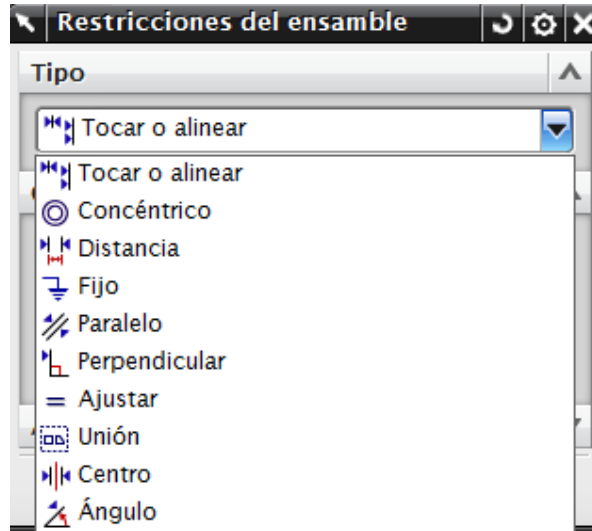 Restricciones del ensamble
Tipo
Tocar o alinear
Tocar o alinear
Concéntrico
Distancia
Fijo
Paralelo
Perpendicular
Ajustar
Unión
Centro
Ángulo